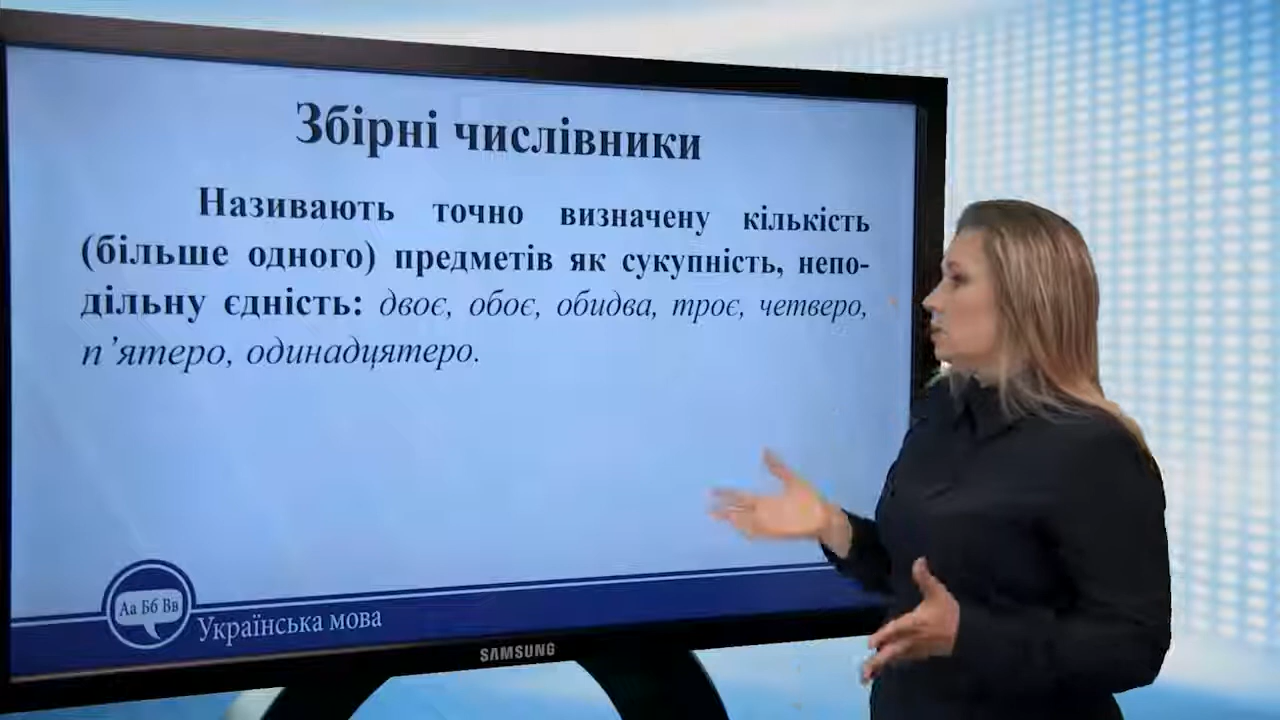 Збірні числівники
Називають точно визначену кількість
(більше одного) предметів як сукупність, непо-
дільну єдність: двоє, обоє, обидва, троє, четверо,
п’ятеро, одинадцятеро.
Аа Бб Вв
Українська мова
SAMSUNG